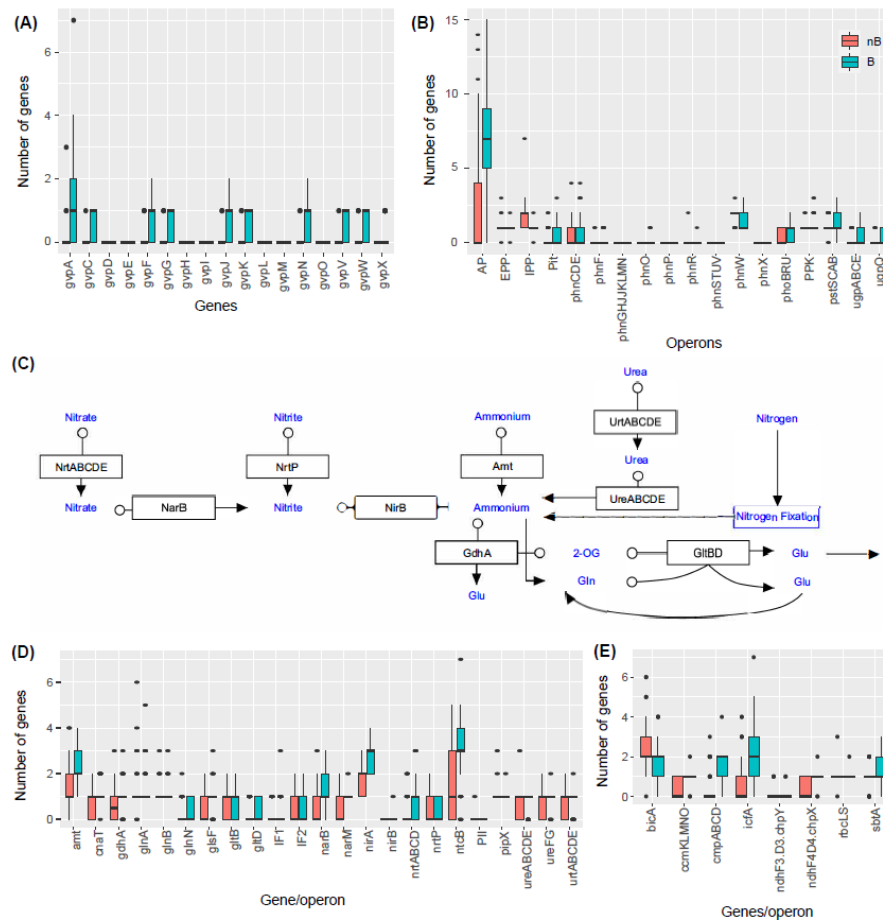 (A)
Number of genes
6
4
2
0
gvpA
gvpC
gvpD
gvpE
gvpF
gvpG
gvpH
gvpI
gvpJ
gvpK
gvpL
gvpM
gvpN
gvpO
gvpV
gvpW
gvpX
Genes
(B)
Number of genes
15
10
5
0
nB
B
AP
EPP
IPP
Pit
phnCDE
phnF
phnGHIJKLMN
phnO
phnP
phnR
phnSTUV
phnW
phnX
phoBRU
PPK
pstSCAB
ugpABCE
ugpQ
Operons
(C)
Nitrate
Nitrite
Ammonium
Urea
Nitrogen
NrtABCDE
NrtP
Amt
UrtABCDE
Urea
Nitrate
NarB
Nitrite
NirB
Ammonium
UreABCDE
Nitrogen Fixation
GdhA
2-OG
GltBD
Glu
Gln
Glu
Glu
(D)
Number of genes
6
4
2
0
amt
cnaT
gdhA
glnA
glnB
glnN
glsF
gltB
gltD
IF1
IF2
narB
narM
nirA
nirB
nrtABCD
nrtP
ntcB
PII
pipX
ureABCDE
ureFG
urtABCDE
Gene/operon
(E)
Number of genes
6
4
2
0
bicA
ccmKLMNO
cmpABCD
icfA
ndhF3.D3.chpY
ndhF4D4.chpX
rbcLS
sbtA
Genes/operon